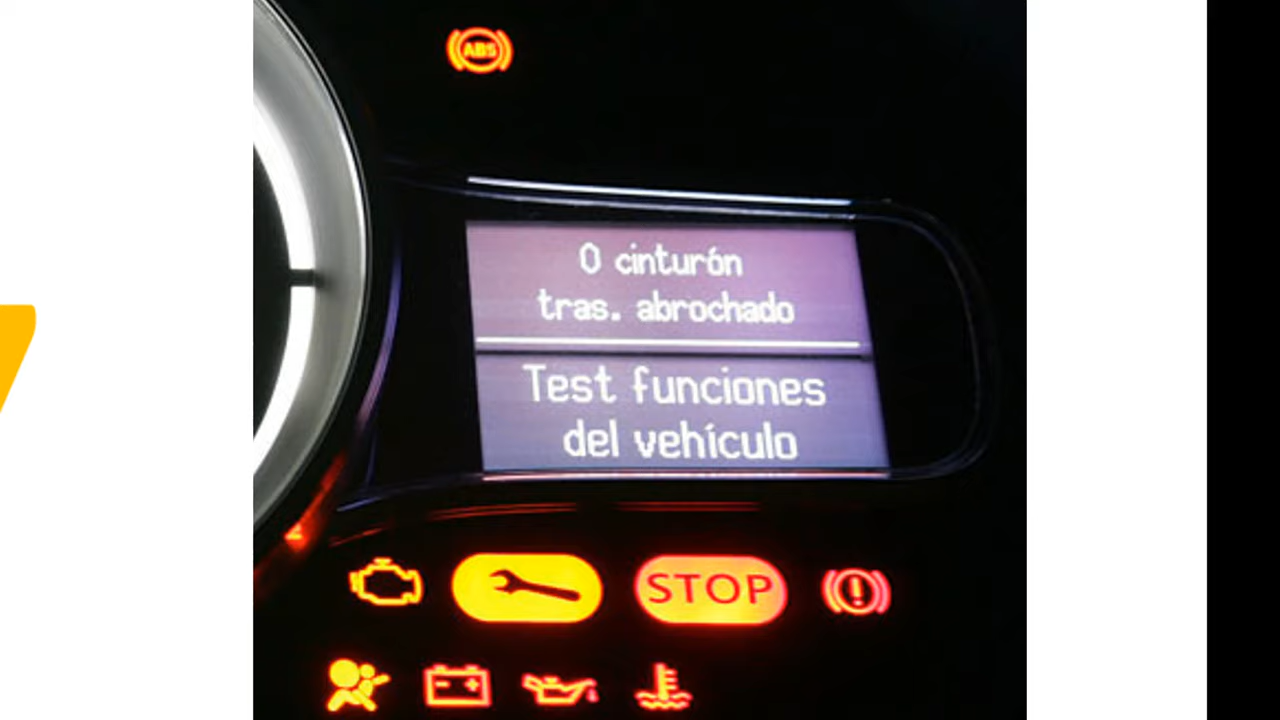 ABS
0 cinturón
tras. abrochado
Test funciones
del vehículo
STOP